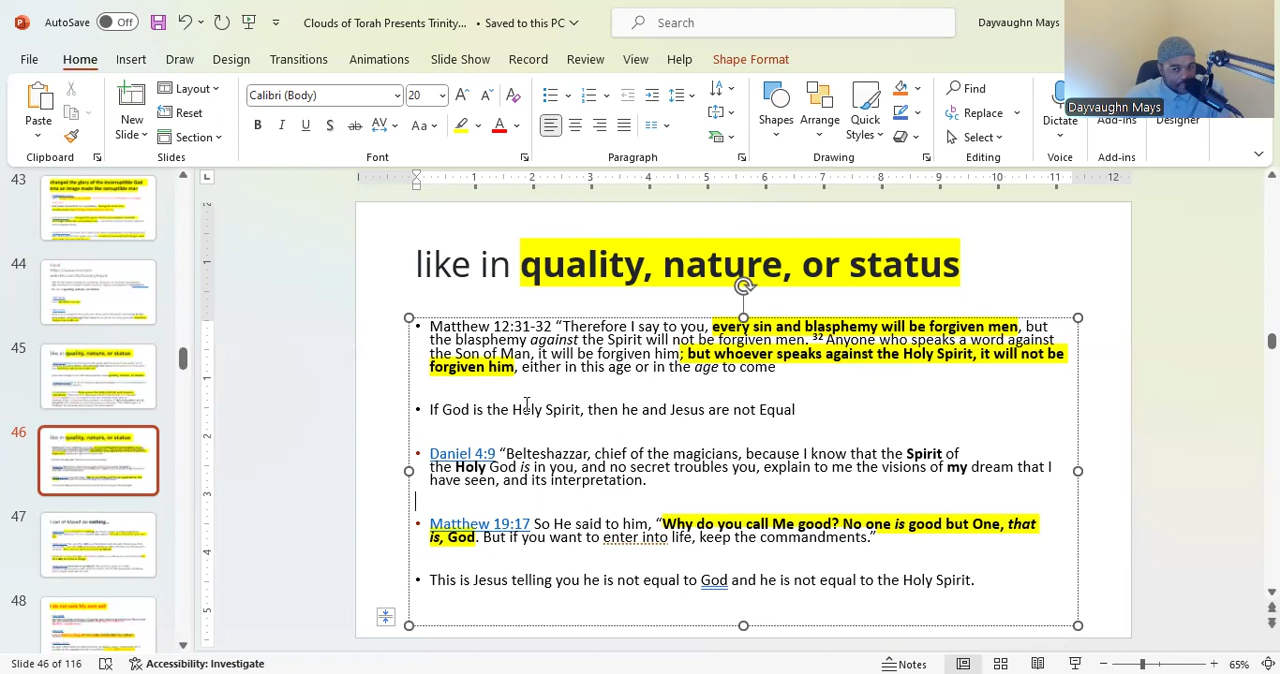 AutoSave Off Clouds of Torah Presents Trinity... • Saved to this PC Search Dayvaughn Mays
File Home Insert Draw Design Transitions Animations Slide Show Record Review View Help Shape Format
Dayvaughn Mays
Paste New Slide Layout Reset Section Calibri (Body) 20 Shapes Arrange Quick Styles Find Replace Select Dictate Add-ins Designer
Clipboard Slides Font Paragraph Drawing Editing Voice Add-ins
43
44
45
46
47
48
like in quality, nature, or status
• Matthew 12:31-32 “Therefore I say to you, every sin and blasphemy will be forgiven men, but
the blasphemy against the Spirit will not be forgiven men. 32 Anyone who speaks a word against
the Son of Man, it will be forgiven him; but whoever speaks against the Holy Spirit, it will not be
forgiven him, either in this age or in the age to come
• If God is the Holy Spirit, then he and Jesus are not Equal
• Daniel 4:9 “Belteshazzar, chief of the magicians, because I know that the Spirit of
the Holy God is in you, and no secret troubles you, explain to me the visions of my dream that I
have seen, and its interpretation.
• Matthew 19:17 So He said to him, “Why do you call Me good? No one is good but One, that
is, God. But if you want to enter into life, keep the commandments.”
• This is Jesus telling you he is not equal to God and he is not equal to the Holy Spirit.
Slide 46 of 116 Accessibility: Investigate Notes 65%